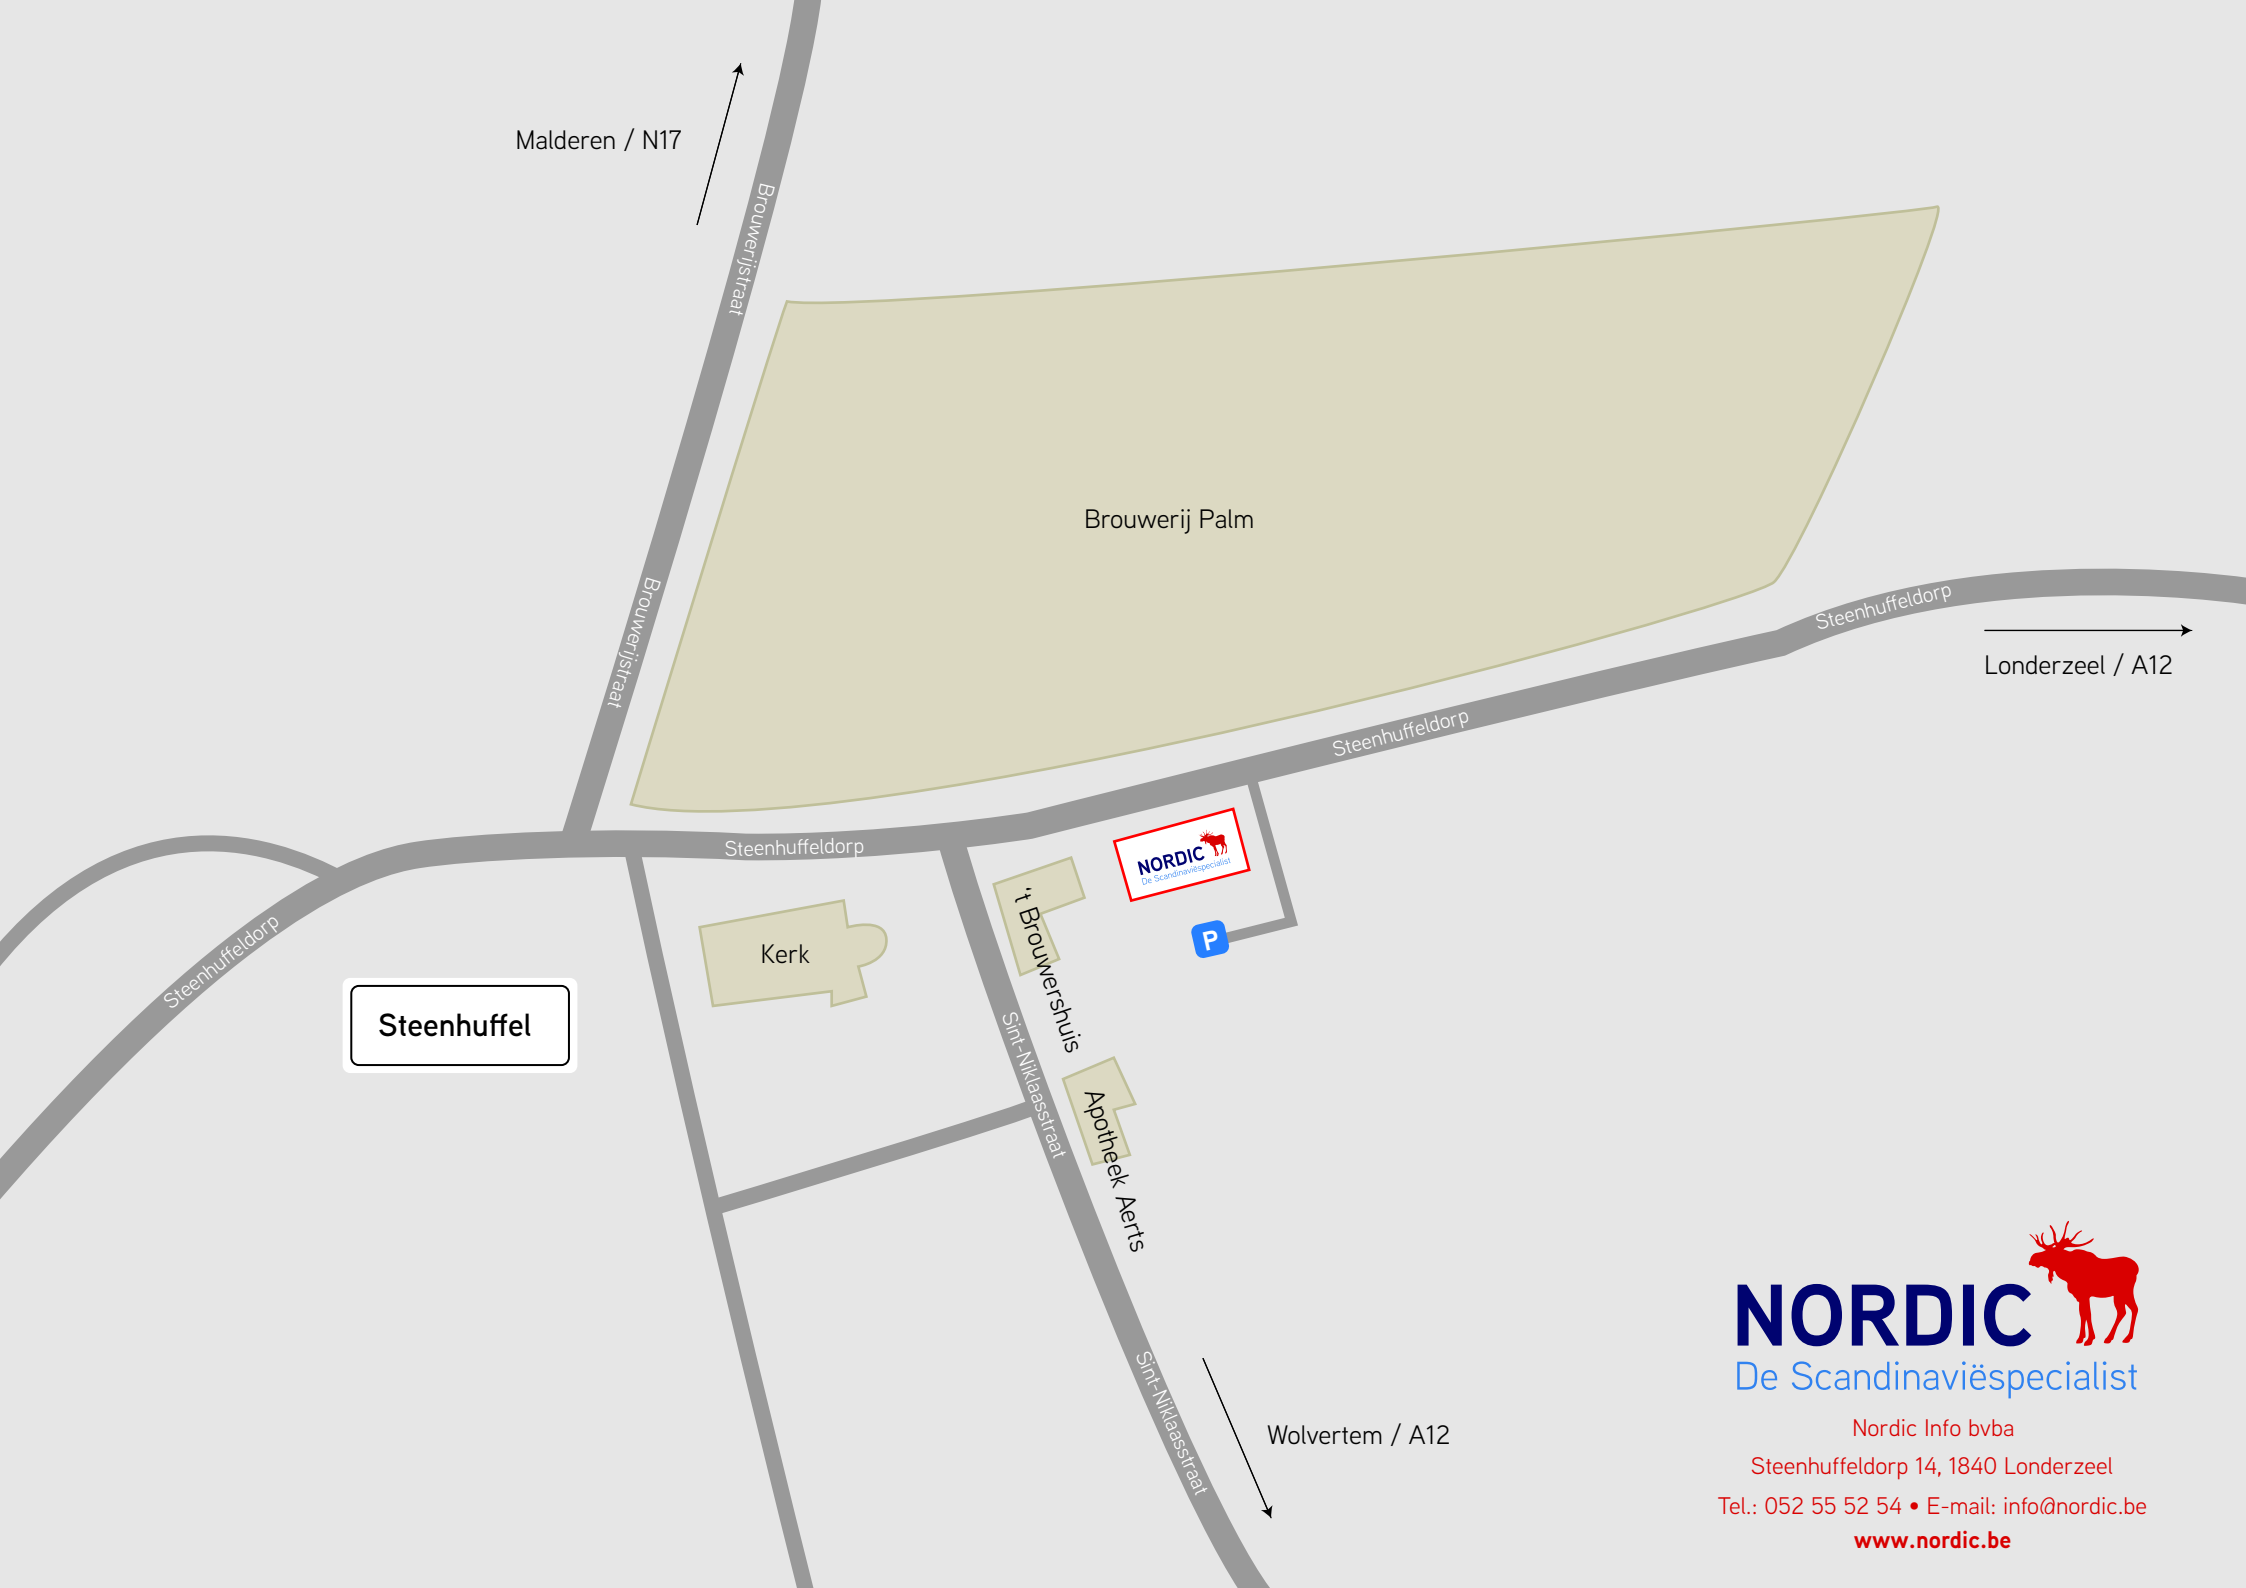 Malderen / N17
Brouwerijstraat
Brouwerij Palm
Brouwerijstraat
Steenhuffeldorp
Londerzeel / A12
Steenhuffeldorp
Steenhuffeldorp
NORDIC
De Scandinaviëspecialist
't Brouwershuis
P
Kerk
Steenhuffeldorp
Steenhuffel
Sint-Niklaasstraat
Apotheek Aerts
Sint-Niklaasstraat
Wolvertem / A12
NORDIC
De Scandinaviëspecialist
Nordic Info bvba
Steenhuffeldorp 14, 1840 Londerzeel
Tel.: 052 55 52 54 • E-mail: info@nordic.be
www.nordic.be